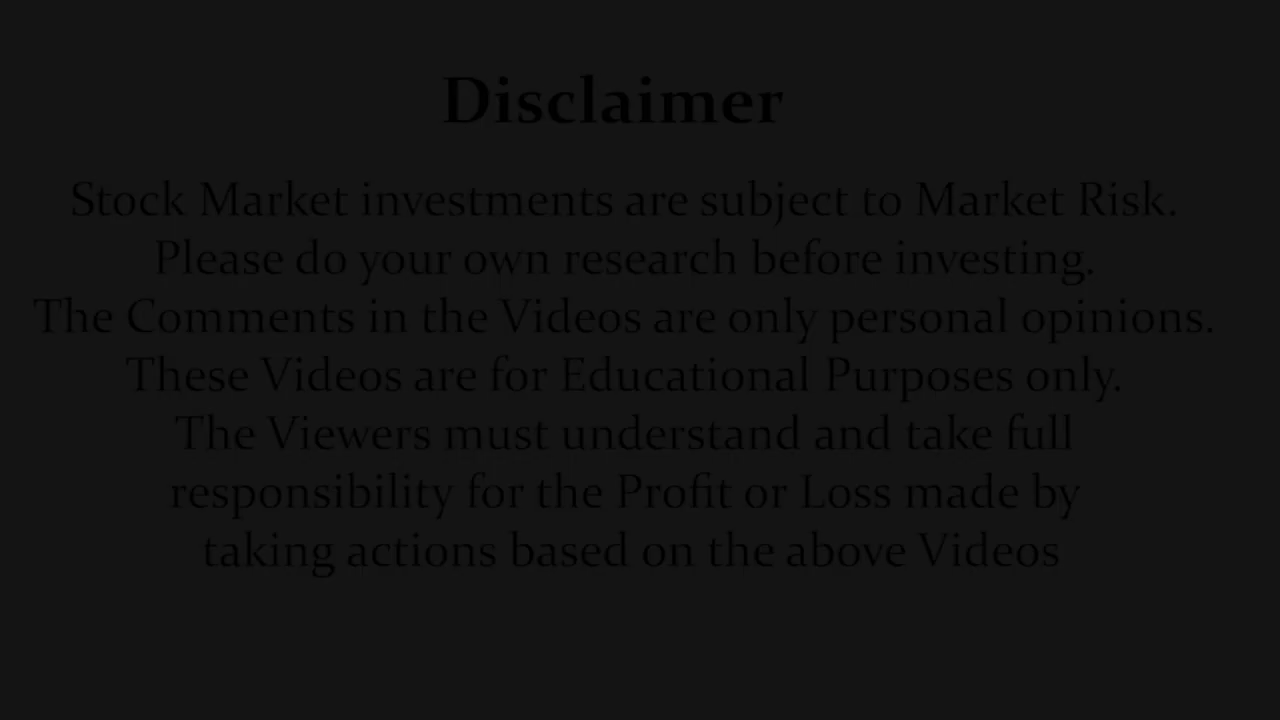 Disclaimer
Stock Market investments are subject to Market Risk.
Please do your own research before investing.
The Comments in the Videos are only personal opinions.
These Videos are for Educational Purposes only.
The Viewers must understand and take full
responsibility for the Profit or Loss made by
taking actions based on the above Videos